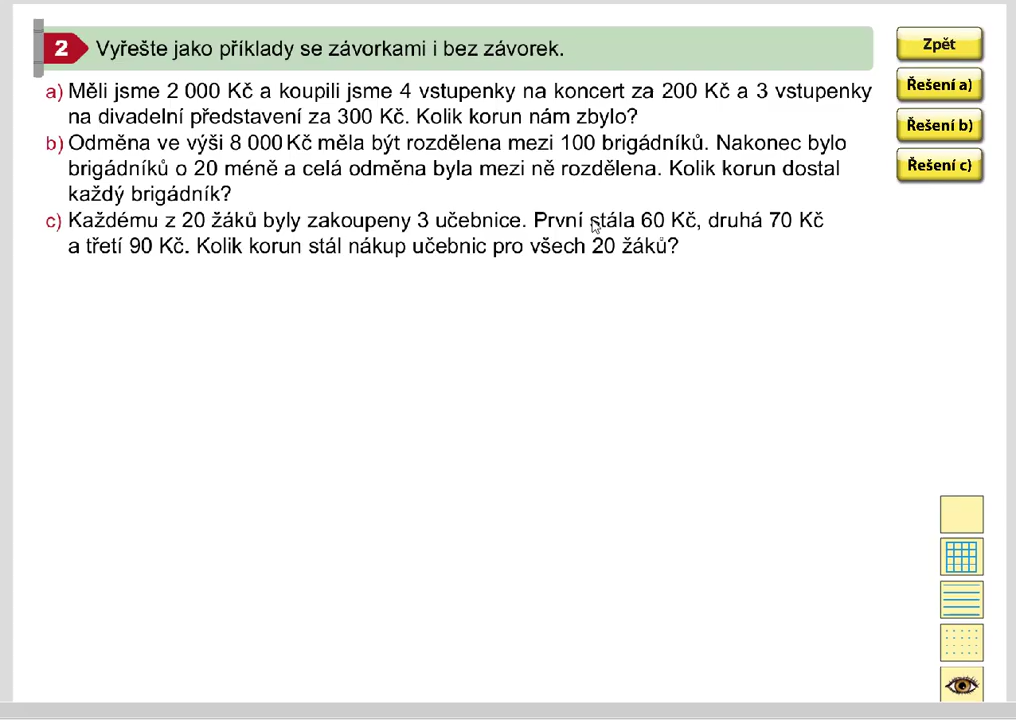 2 Vyřešte jako příklady se závorkami i bez závorek.
a) Měli jsme 2 000 Kč a koupili jsme 4 vstupenky na koncert za 200 Kč a 3 vstupenky
na divadelní představení za 300 Kč. Kolik korun nám zbylo?
b) Odměna ve výši 8 000 Kč měla být rozdělena mezi 100 brigádníků. Nakonec bylo
brigádníků o 20 méně a celá odměna byla mezi ně rozdělena. Kolik korun dostal
každý brigádník?
c) Každému z 20 žáků byly zakoupeny 3 učebnice. První stála 60 Kč, druhá 70 Kč
a třetí 90 Kč. Kolik korun stál nákup učebnic pro všech 20 žáků?
Zpět
Řešení a)
Řešení b)
Řešení c)